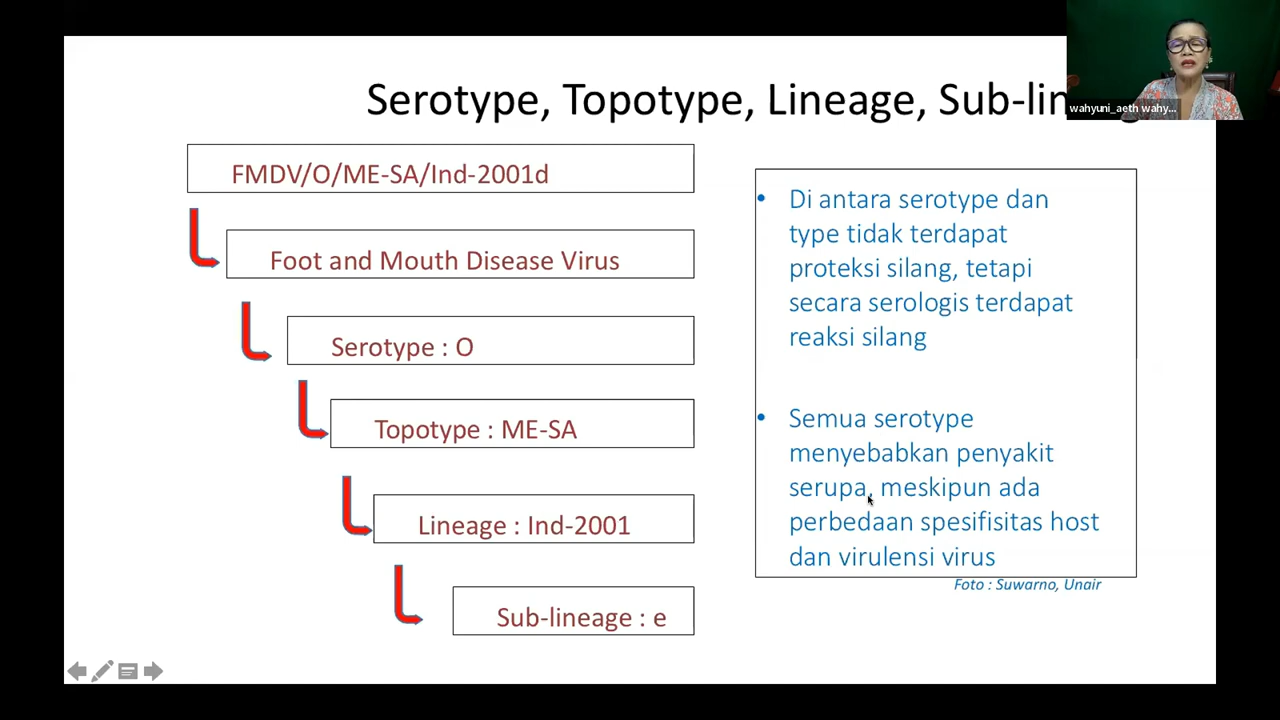 Serotype, Topotype, Lineage, Sub-lin
wahyuni_aeth wahy...
FMDV/O/ME-SA/Ind-2001d
Foot and Mouth Disease Virus
Serotype : O
Topotype : ME-SA
Lineage : Ind-2001
Sub-lineage : e
• Di antara serotype dan
type tidak terdapat
proteksi silang, tetapi
secara serologis terdapat
reaksi silang
• Semua serotype
menyebabkan penyakit
serupa, meskipun ada
perbedaan spesifisitas host
dan virulensi virus
Foto : Suwarno, Unair